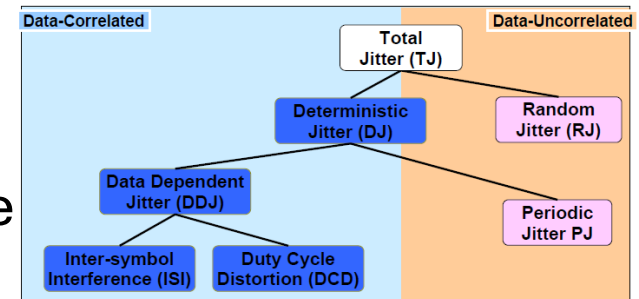 Data-Correlated
Data-Uncorrelated
Total
Jitter (TJ)
Deterministic
Jitter (DJ)
Random
Jitter (RJ)
Data Dependent
Jitter (DDJ)
Periodic
Jitter PJ
Inter-symbol
Interference (ISI)
Duty Cycle
Distortion (DCD)
e